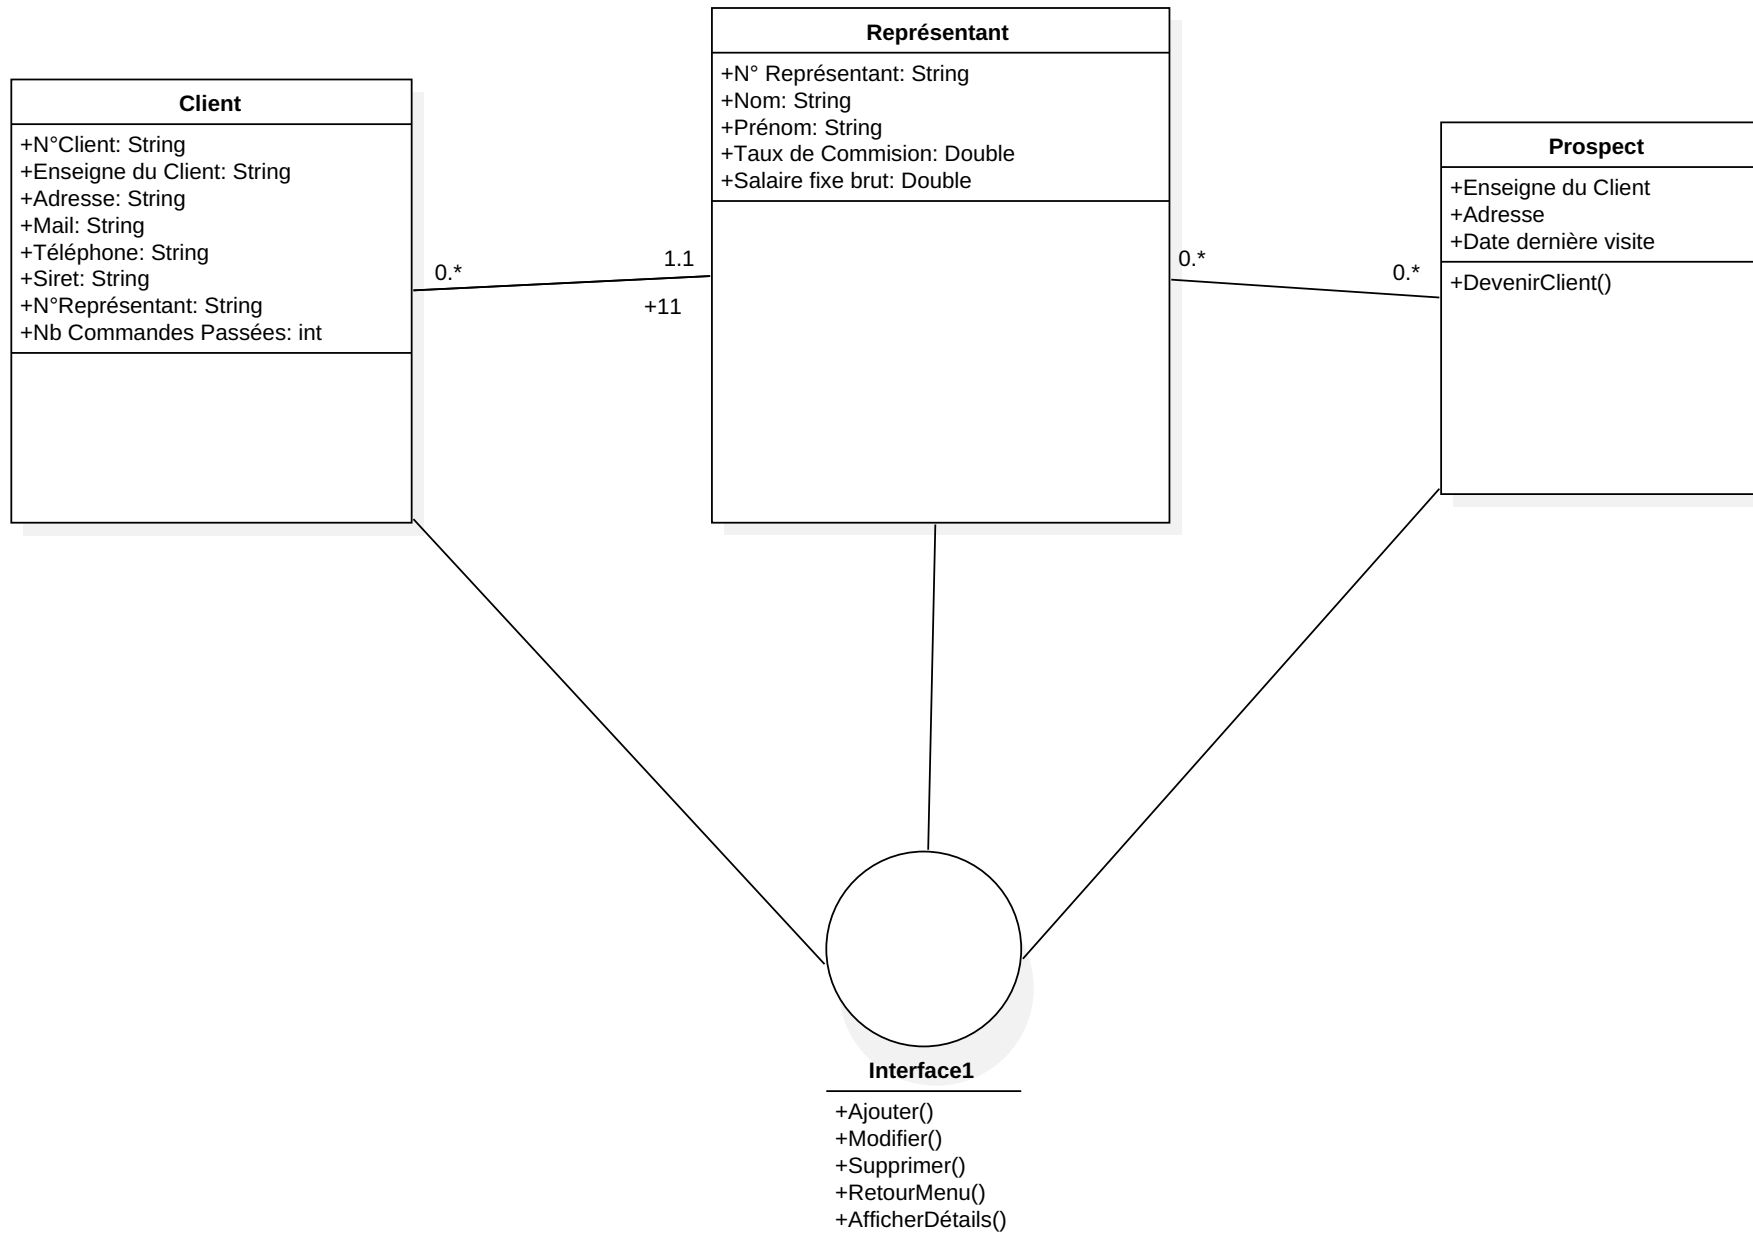 Représentant
+N° Représentant: String
+Nom: String
+Prénom: String
+Taux de Commision: Double
+Salaire fixe brut: Double
Client
+N°Client: String
+Enseigne du Client: String
+Adresse: String
+Mail: String
+Téléphone: String
+Siret: String
+N°Représentant: String
+Nb Commandes Passées: int
Prospect
+Enseigne du Client
+Adresse
+Date dernière visite
+DevenirClient()
0.*
1.1
+11
0.*
0.*
Interface1
+Ajouter()
+Modifier()
+Supprimer()
+RetourMenu()
+AfficherDétails()